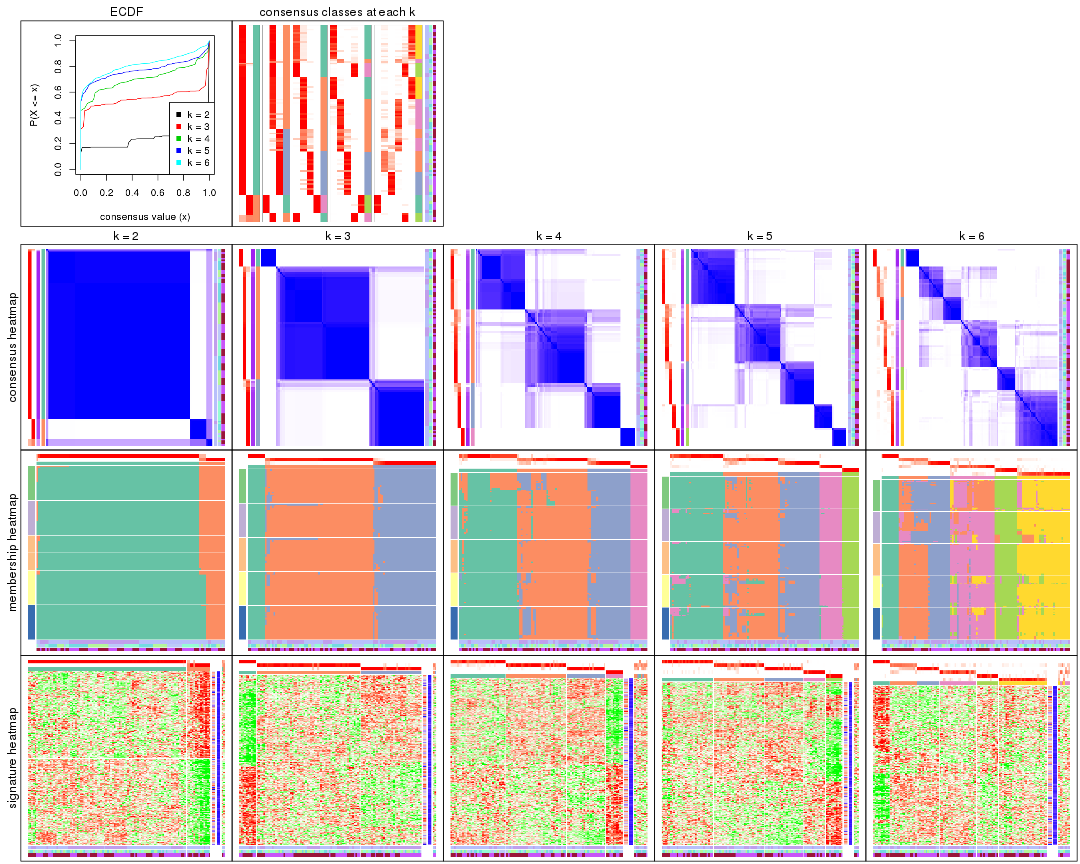 ECDF
consensus classes at each k
P(X <= x)
0.0 0.2 0.4 0.6 0.8 1.0
k = 2
k = 3
k = 4
k = 5
k = 6
0.0 0.2 0.4 0.6 0.8 1.0
consensus value (x)
k = 2
k = 3
k = 4
k = 5
k = 6
consensus heatmap
membership heatmap
signature heatmap